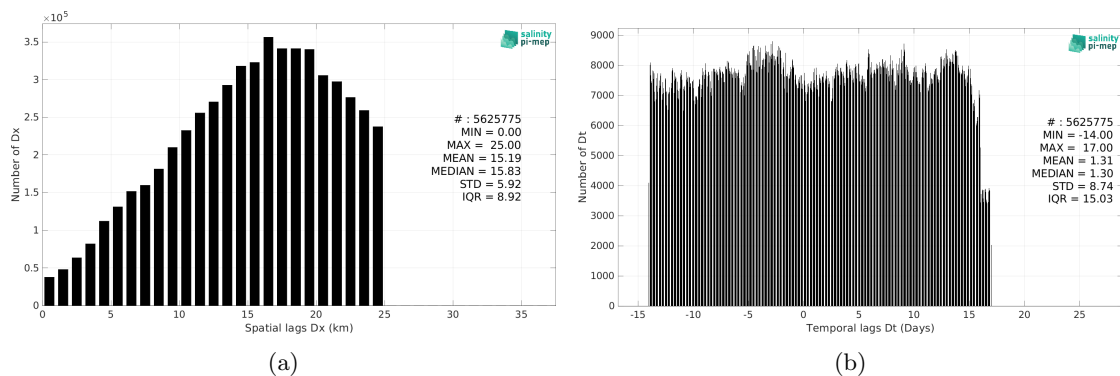 ×10⁵
3.5
3
2.5
2
1.5
1
0.5
0
Number of Dx
0 5 10 15 20 25 30 35
Spatial lags Dx (km)
salinity
pi-mep
# : 5625775
MIN = 0.00
MAX = 25.00
MEAN = 15.19
MEDIAN = 15.83
STD = 5.92
IQR = 8.92
(a)
9000
8000
7000
6000
5000
4000
3000
2000
1000
0
Number of Dt
-15 -10 -5 0 5 10 15 20 25
Temporal lags Dt (Days)
salinity
pi-mep
# : 5625775
MIN = -14.00
MAX = 17.00
MEAN = 1.31
MEDIAN = 1.30
STD = 8.74
IQR = 15.03
(b)